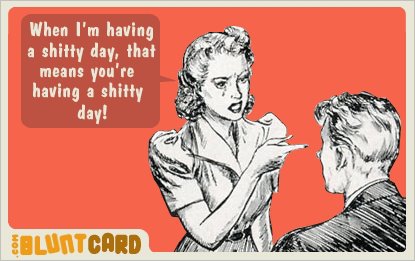 When I'm having
a shitty day, that
means you're
having a shitty
day!
.COM
BLUNTCARD